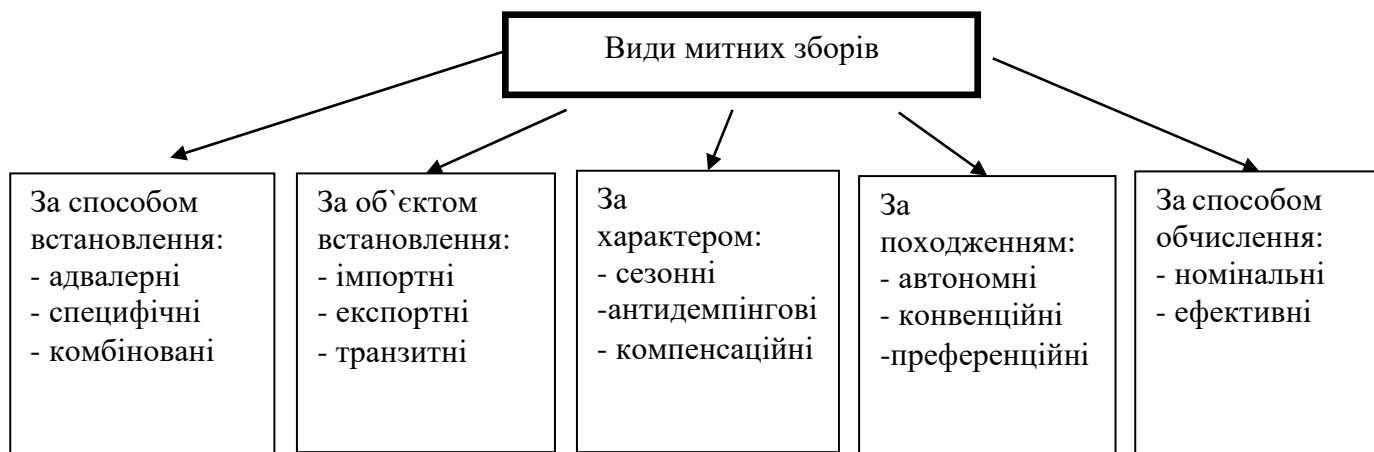 Види митних зборів
За способом
встановлення:
- адвалерні
- специфічні
- комбіновані
За об`єктом
встановлення:
- імпортні
- експортні
- транзитні
За
характером:
- сезонні
-антидемпінгові
- компенсаційні
За
походженням:
- автономні
- конвенційні
-преференційні
За способом
обчислення:
- номінальні
- ефективні